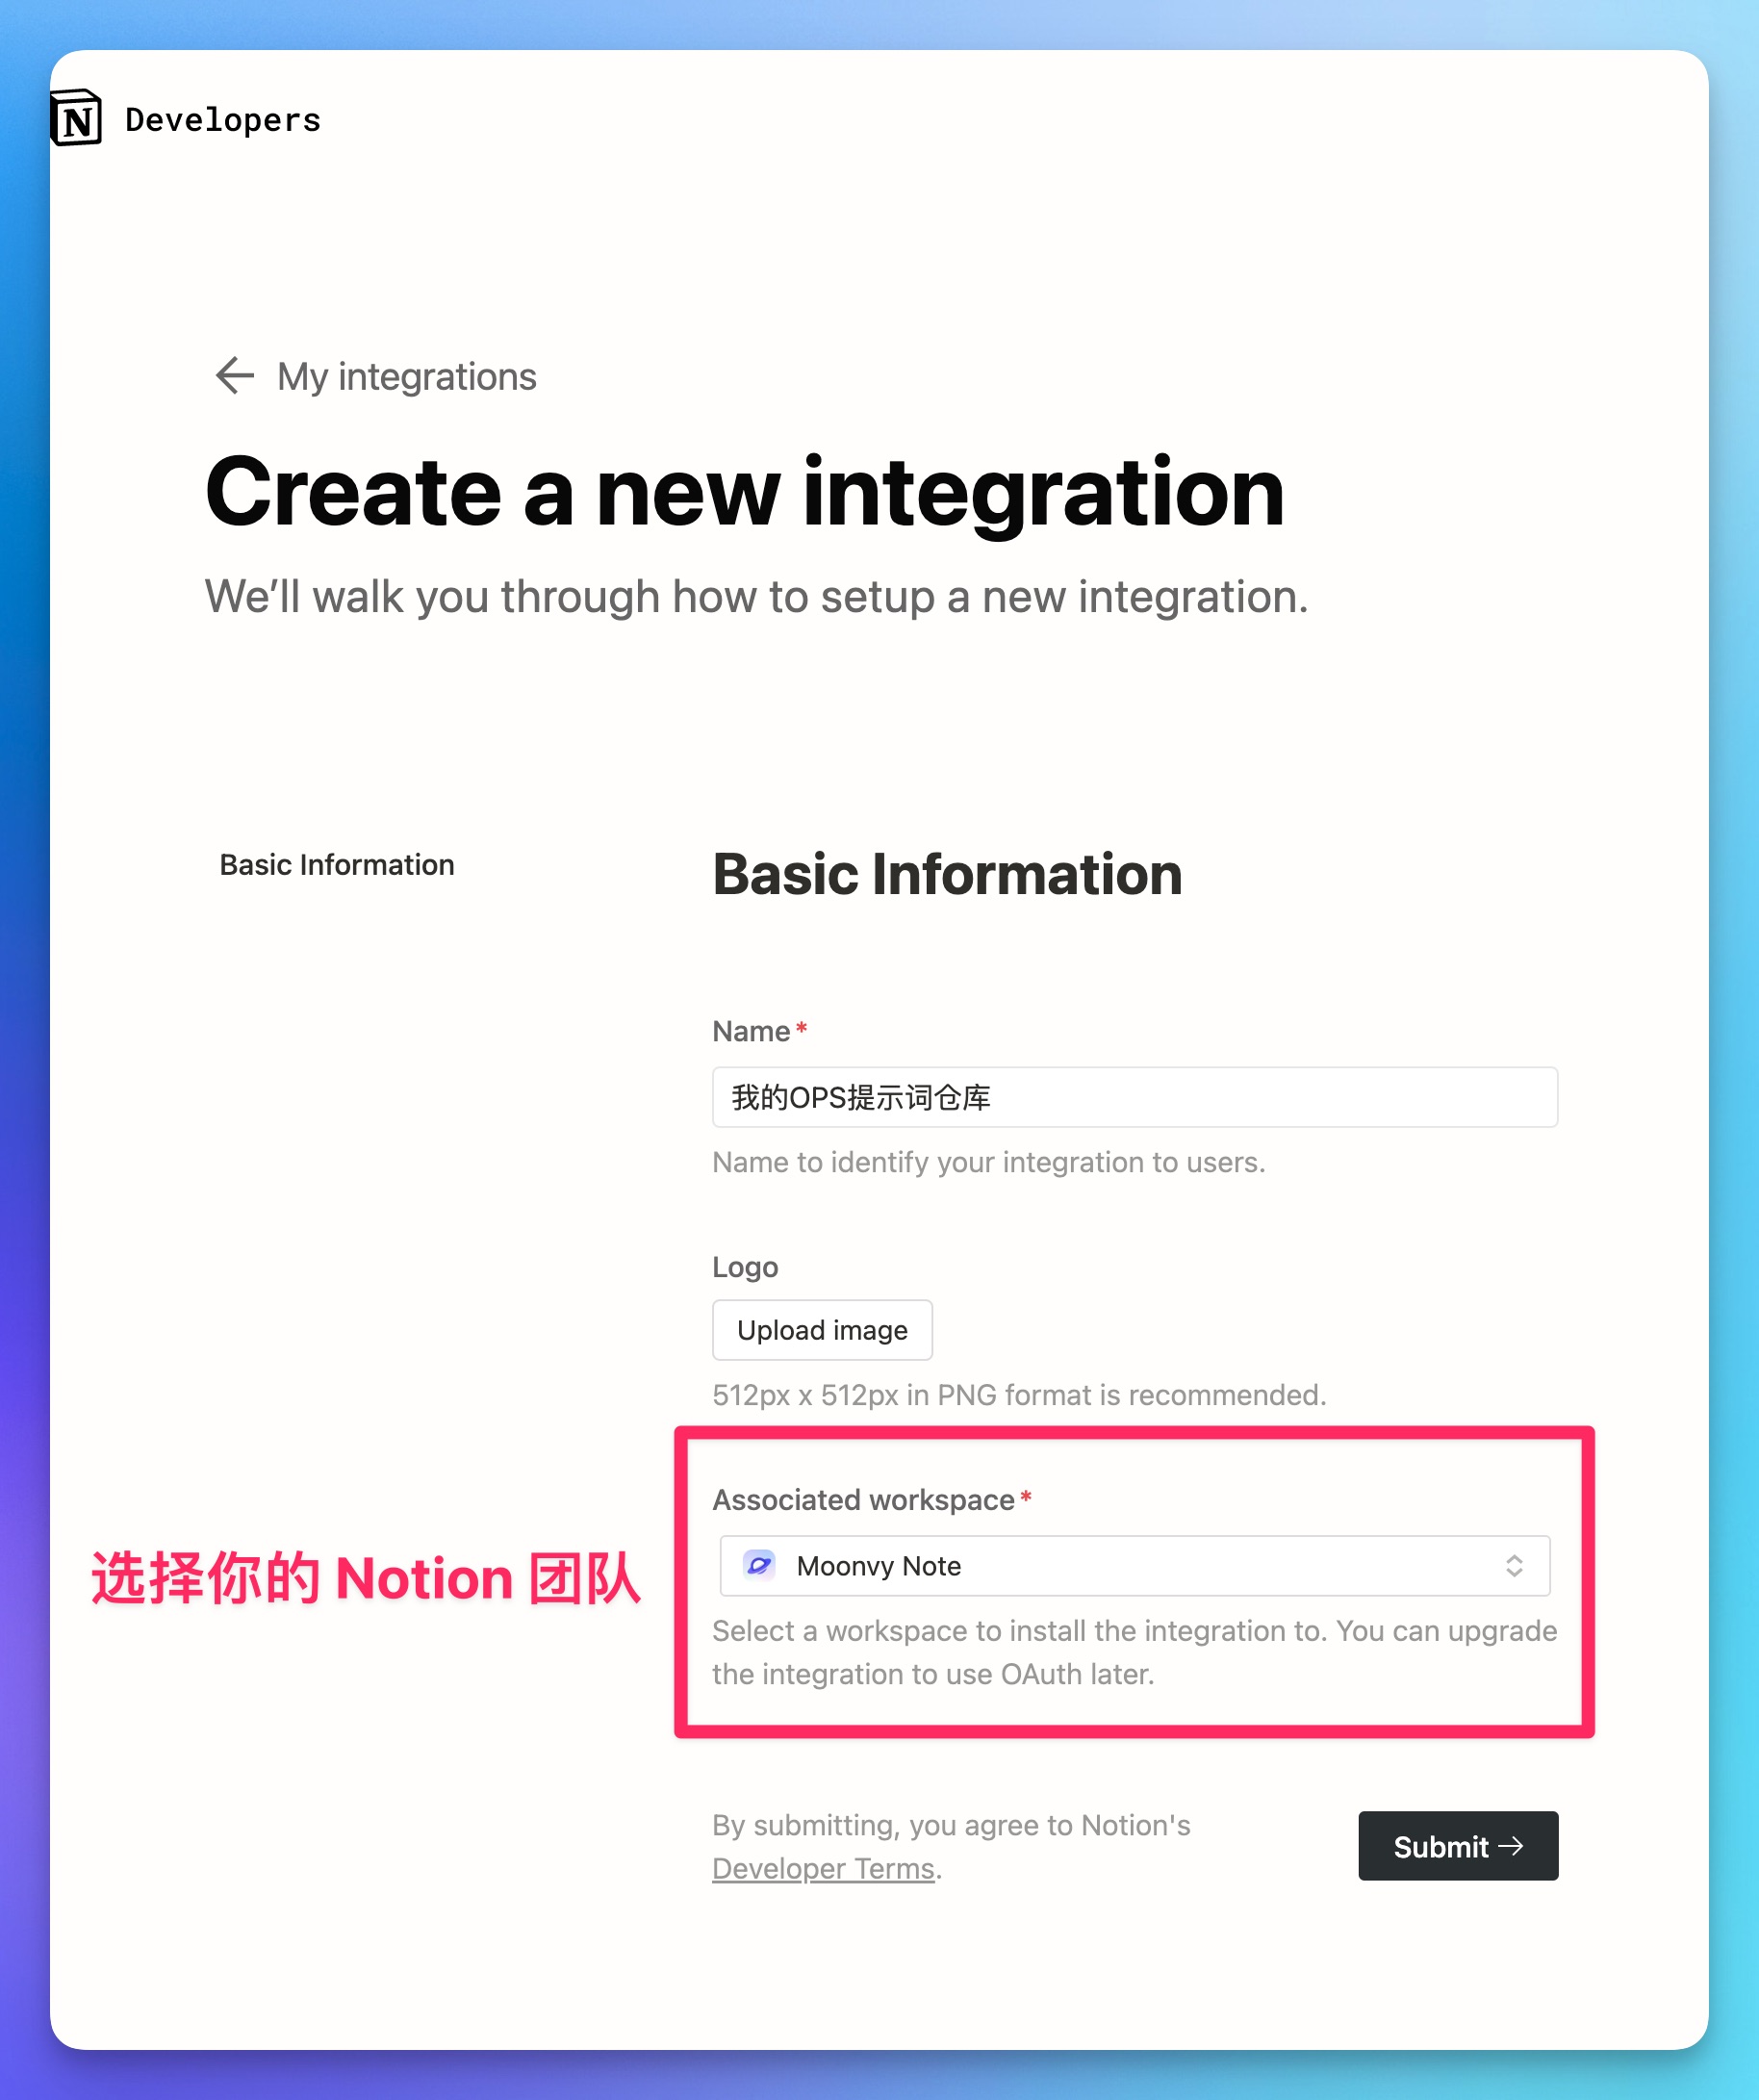 N Developers
← My integrations
Create a new integration
We’ll walk you through how to setup a new integration.
Basic Information
Basic Information
Name*
我的OPS提示词仓库
Name to identify your integration to users.
Logo
Upload image
512px x 512px in PNG format is recommended.
Associated workspace*
选择你的 Notion 团队
Moonvy Note
Select a workspace to install the integration to. You can upgrade
the integration to use OAuth later.
By submitting, you agree to Notion's
Developer Terms.
Submit →